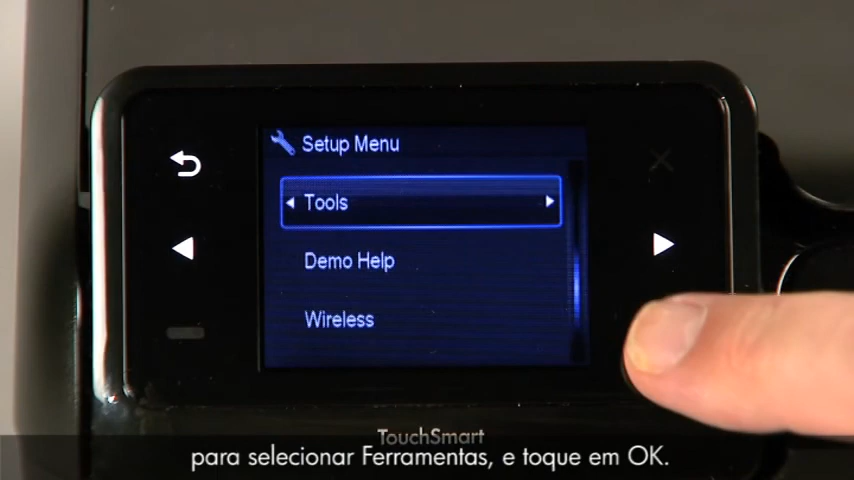 Setup Menu
Tools
Demo Help
Wireless
TouchSmart
para selecionar Ferramentas, e toque em OK.